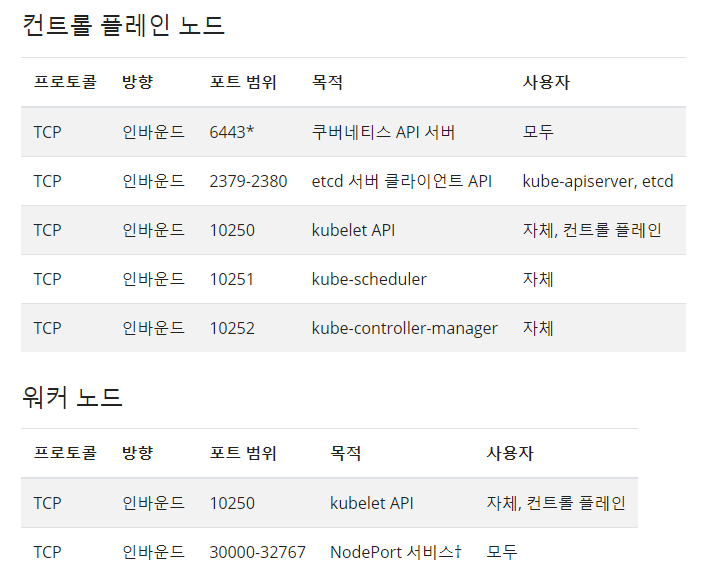 컨트롤 플레인 노드
프로토콜 방향 포트 범위 목적 사용자
TCP 인바운드 6443* 쿠버네티스 API 서버 모두
TCP 인바운드 2379-2380 etcd 서버 클라이언트 API kube-apiserver, etcd
TCP 인바운드 10250 kubelet API 자체, 컨트롤 플레인
TCP 인바운드 10251 kube-scheduler 자체
TCP 인바운드 10252 kube-controller-manager 자체
워커 노드
프로토콜 방향 포트 범위 목적 사용자
TCP 인바운드 10250 kubelet API 자체, 컨트롤 플레인
TCP 인바운드 30000-32767 NodePort 서비스† 모두